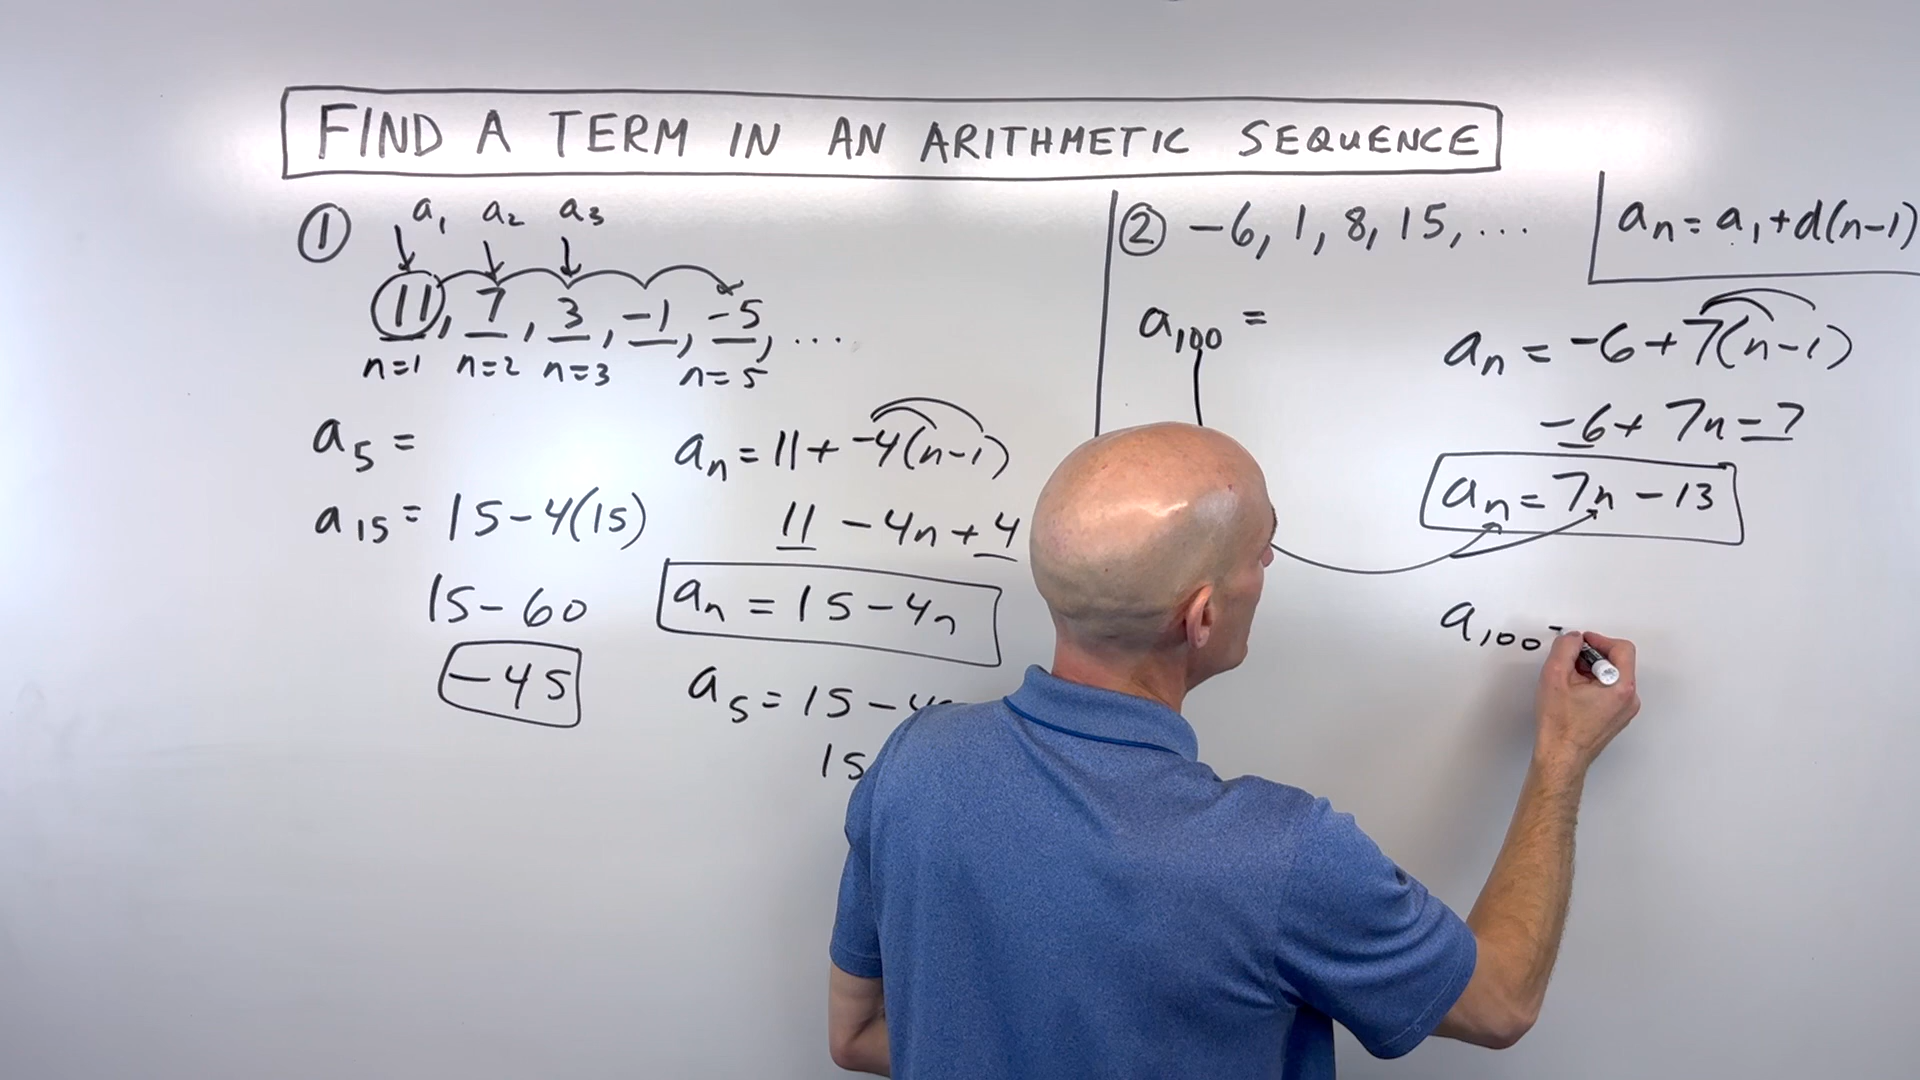 FIND A TERM IN AN ARITHMETIC SEQUENCE
① a₁ a₂ a₃
11, 7, 3, -1, -5, ....
n=1 n=2 n=3 n=5
a₅ =
a₁₅ = 15-4(15)
15-60
-45
aₙ = 11 + -4(n-1)
11 -4n+4
aₙ = 15-4n
a₅ = 15-4
15
② -6, 1, 8, 15, ...
aₙ = a₁+d(n-1)
a₁₀₀ =
aₙ = -6+7(n-1)
-6+7n-7
aₙ = 7n-13
a₁₀₀=